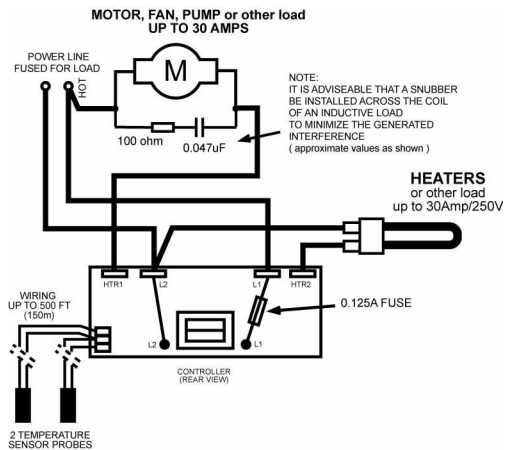 MOTOR, FAN, PUMP or other load
UP TO 30 AMPS
POWER LINE
FUSED FOR LOAD
HOT
M
NOTE:
IT IS ADVISEABLE THAT A SNUBBER
BE INSTALLED ACROSS THE COIL
OF AN INDUCTIVE LOAD
TO MINIMIZE THE GENERATED
INTERFERENCE
( approximate values as shown )
100 ohm
0.047uF
HEATERS
or other load
up to 30Amp/250V
HTR1
L2
L1
HTR2
WIRING
UP TO 500 FT
(150m)
0.125A FUSE
L2
L1
CONTROLLER
(REAR VIEW)
2 TEMPERATURE
SENSOR PROBES